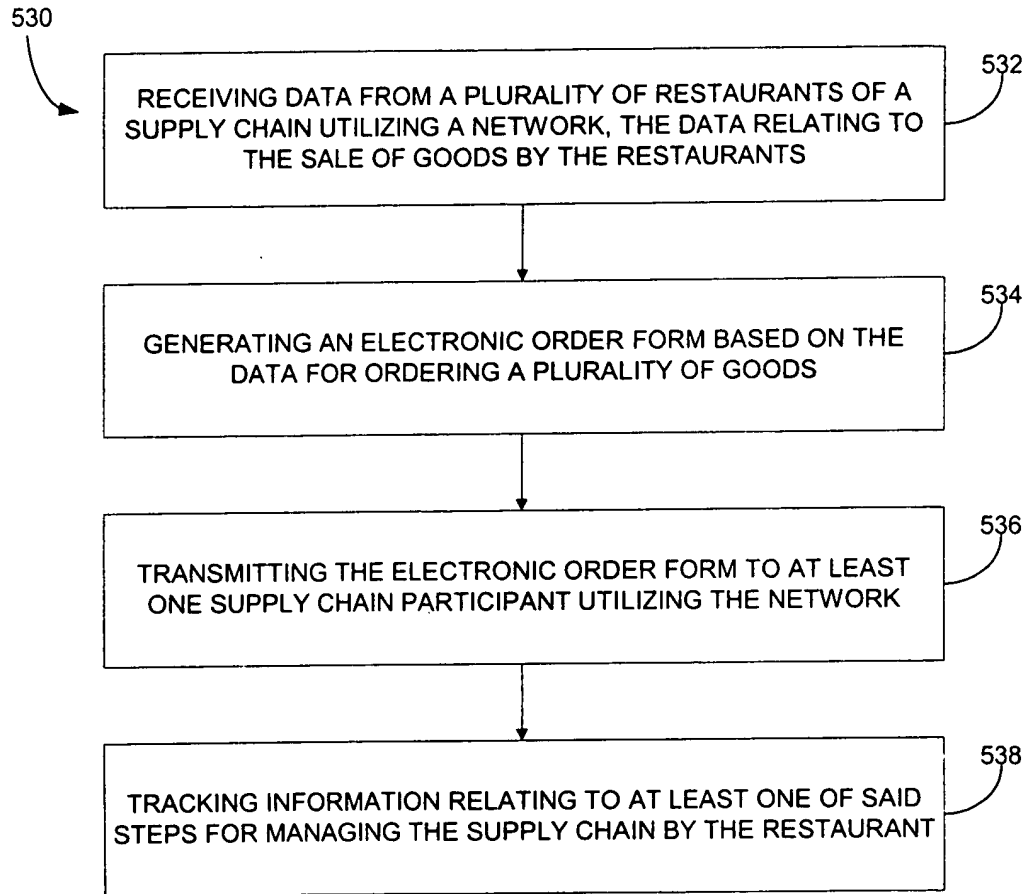 530
532
RECEIVING DATA FROM A PLURALITY OF RESTAURANTS OF A
SUPPLY CHAIN UTILIZING A NETWORK, THE DATA RELATING TO
THE SALE OF GOODS BY THE RESTAURANTS
534
GENERATING AN ELECTRONIC ORDER FORM BASED ON THE
DATA FOR ORDERING A PLURALITY OF GOODS
536
TRANSMITTING THE ELECTRONIC ORDER FORM TO AT LEAST
ONE SUPPLY CHAIN PARTICIPANT UTILIZING THE NETWORK
538
TRACKING INFORMATION RELATING TO AT LEAST ONE OF SAID
STEPS FOR MANAGING THE SUPPLY CHAIN BY THE RESTAURANT